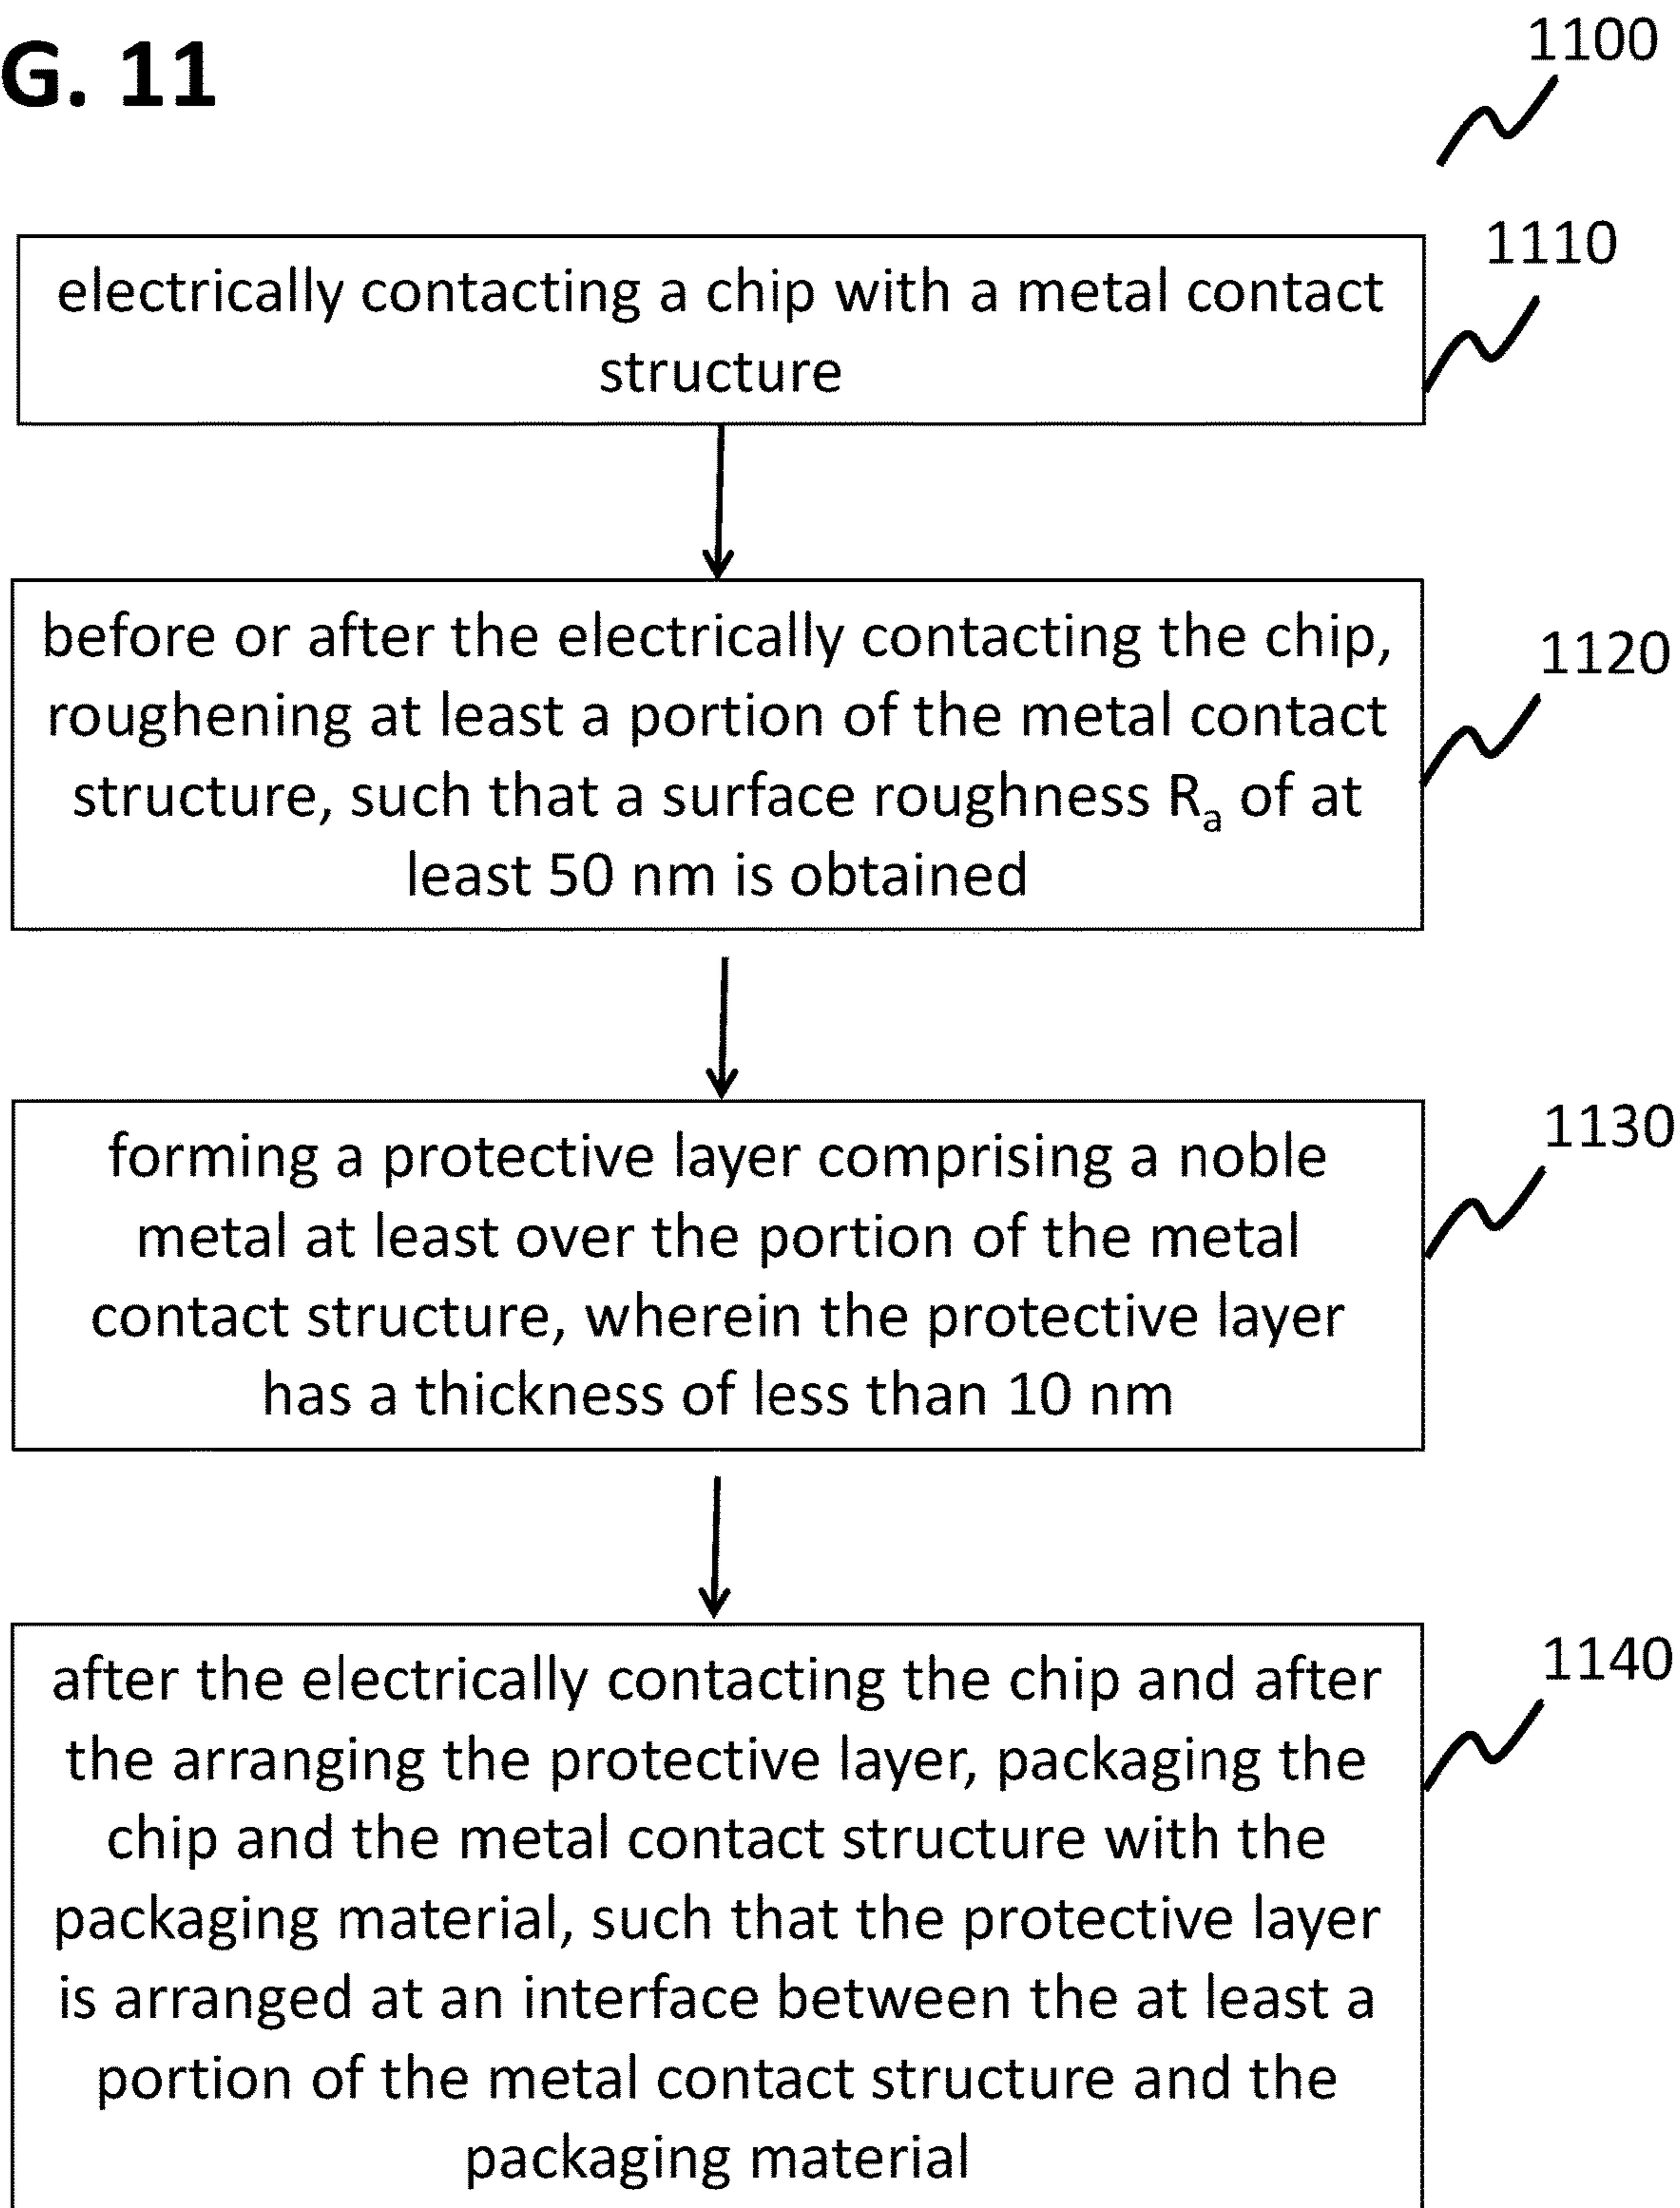 G. 11
1100
1110
electrically contacting a chip with a metal contact
structure
1120
before or after the electrically contacting the chip,
roughening at least a portion of the metal contact
structure, such that a surface roughness Ra of at
least 50 nm is obtained
1130
forming a protective layer comprising a noble
metal at least over the portion of the metal
contact structure, wherein the protective layer
has a thickness of less than 10 nm
1140
after the electrically contacting the chip and after
the arranging the protective layer, packaging the
chip and the metal contact structure with the
packaging material, such that the protective layer
is arranged at an interface between the at least a
portion of the metal contact structure and the
packaging material